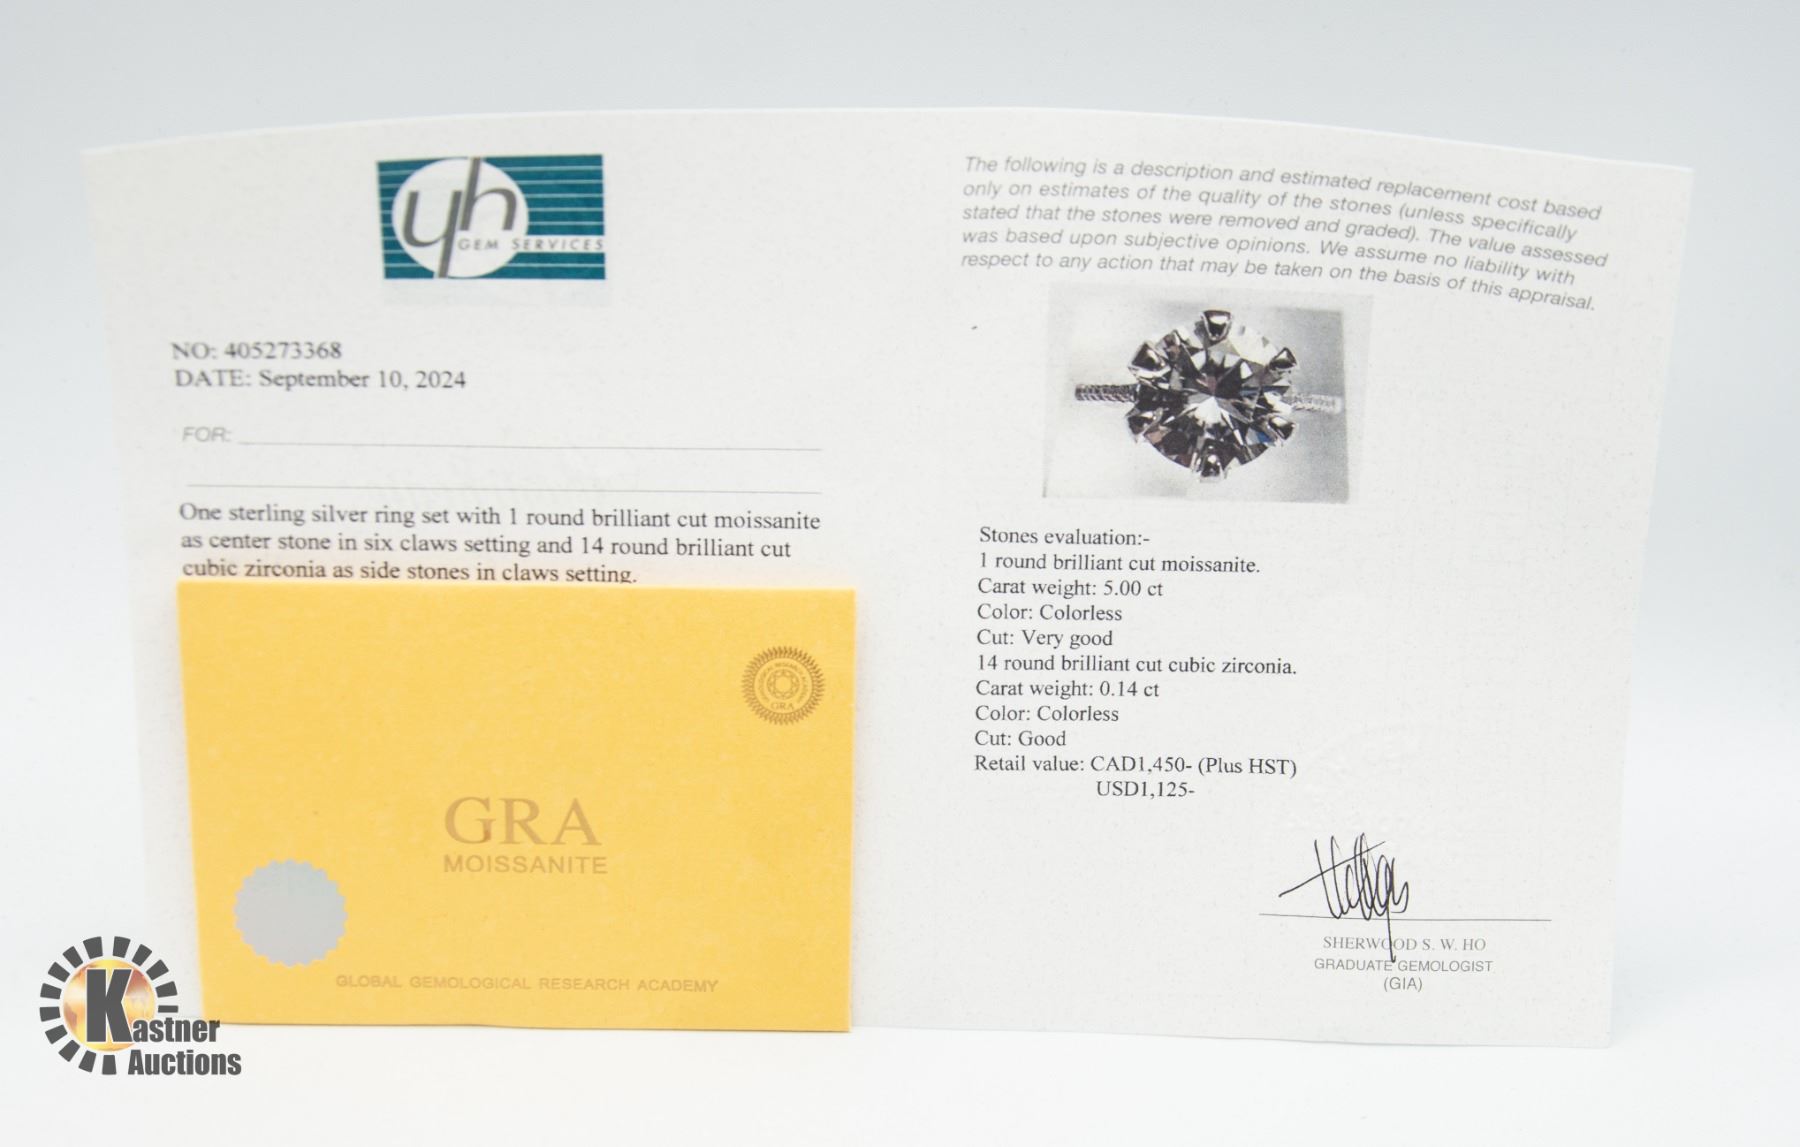 yh
GEM SERVICES
NO: 405273368
DATE: September 10, 2024
FOR:
One sterling silver ring set with 1 round brilliant cut moissanite
as center stone in six claws setting and 14 round brilliant cut
cubic zirconia as side stones in claws setting.
GRA
GRA
MOISSANITE
GLOBAL GEMOLOGICAL RESEARCH ACADEMY
The following is a description and estimated replacement cost based
only on estimates of the quality of the stones (unless specifically
stated that the stones were removed and graded). The value assessed
was based upon subjective opinions. We assume no liability with
respect to any action that may be taken on the basis of this appraisal.
Stones evaluation:-
1 round brilliant cut moissanite.
Carat weight: 5.00 ct
Color: Colorless
Cut: Very good
14 round brilliant cut cubic zirconia.
Carat weight: 0.14 ct
Color: Colorless
Cut: Good
Retail value: CAD1,450- (Plus HST)
USD1,125-
SHERWOOD S. W. HO
GRADUATE GEMOLOGIST
(GIA)
Kastner
Auctions